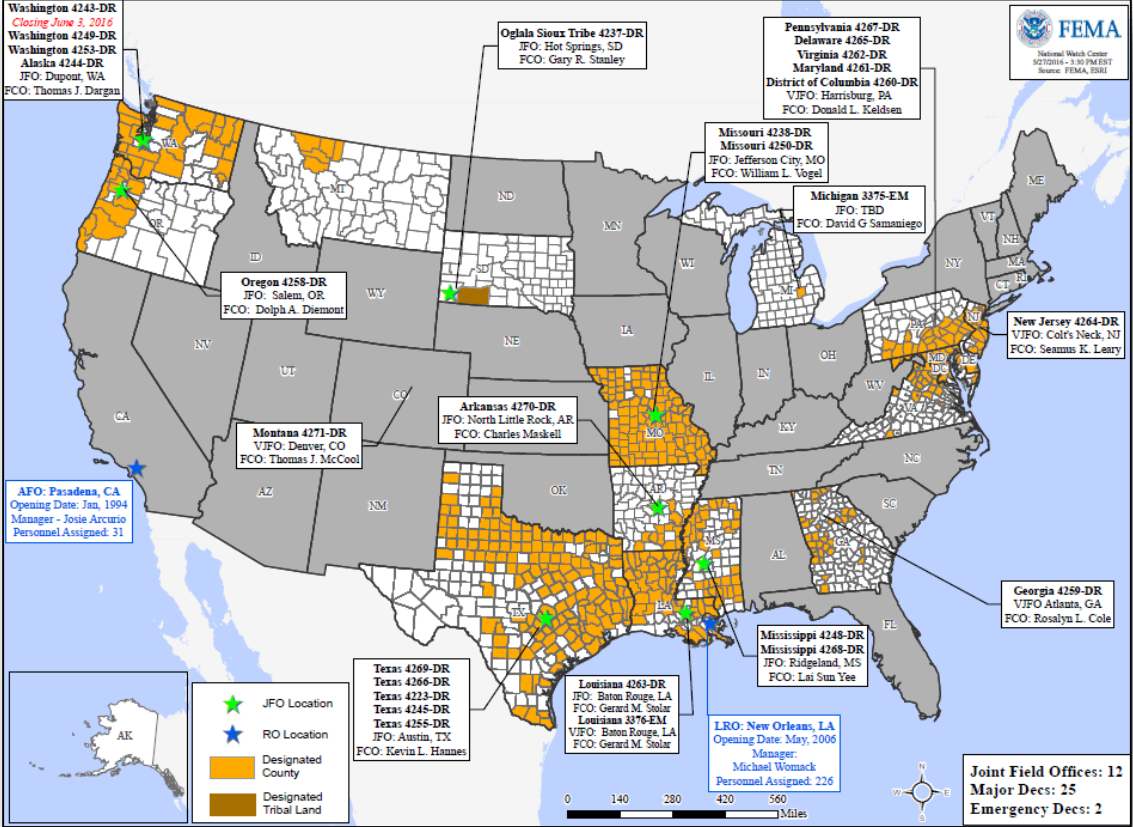 Washington 4243-DR
Closing June 3, 2016
Washington 4249-DR
Washington 4253-DR
Alaska 4244-DR
JFO: Dupont, WA
FCO: Thomas J. Dargan
Oglala Sioux Tribe 4237-DR
JFO: Hot Springs, SD
FCO: Gary R. Stanley
Pennsylvania 4267-DR
Delaware 4265-DR
Virginia 4262-DR
Maryland 4261-DR
District of Columbia 4260-DR
VJFO: Harrisburg, PA
FCO: Donald L. Keldsen
FEMA
National Watch Center
5/27/2016 - 3:30 PM EST
Source: FEMA, ESRI
Missouri 4238-DR
Missouri 4250-DR
JFO: Jefferson City, MO
FCO: William L. Vogel
Michigan 3375-EM
JFO: TBD
FCO: David G Samaniego
Oregon 4258-DR
JFO: Salem, OR
FCO: Dolph A. Diemont
New Jersey 4264-DR
VJFO: Colt's Neck, NJ
FCO: Seamus K. Leary
Arkansas 4270-DR
JFO: North Little Rock, AR
FCO: Charles Maskell
Montana 4271-DR
VJFO: Denver, CO
FCO: Thomas J. McCool
AFO: Pasadena, CA
Opening Date: Jan, 1994
Manager - Josie Arcurio
Personnel Assigned: 31
Georgia 4259-DR
VJFO Atlanta, GA
FCO: Rosalyn L. Cole
Mississippi 4248-DR
Mississippi 4268-DR
JFO: Ridgeland, MS
FCO: Lai Sun Yee
Texas 4269-DR
Texas 4266-DR
Texas 4223-DR
Texas 4245-DR
Texas 4255-DR
JFO: Austin, TX
FCO: Kevin L. Hannes
Louisiana 4263-DR
JFO: Baton Rouge, LA
FCO: Gerard M. Stolar
Louisiana 3376-EM
VJFO: Baton Rouge, LA
FCO: Gerard M. Stolar
LRO: New Orleans, LA
Opening Date: May, 2006
Manager:
Michael Womack
Personnel Assigned: 226
WA
OR
MT
ID
ND
MN
SD
WY
WI
MI
ME
VT
NH
MA
RI
CT
NY
NJ
PA
MD
DC
DE
NE
IA
NV
UT
CO
CA
IL
IN
OH
WV
VA
KY
MO
AZ
NM
OK
AR
TN
NC
SC
MS
AL
GA
TX
LA
FL
AK
JFO Location
RO Location
Designated
County
Designated
Tribal Land
0 140 280 420 560
Miles
N
W E
S
Joint Field Offices: 12
Major Decs: 25
Emergency Decs: 2